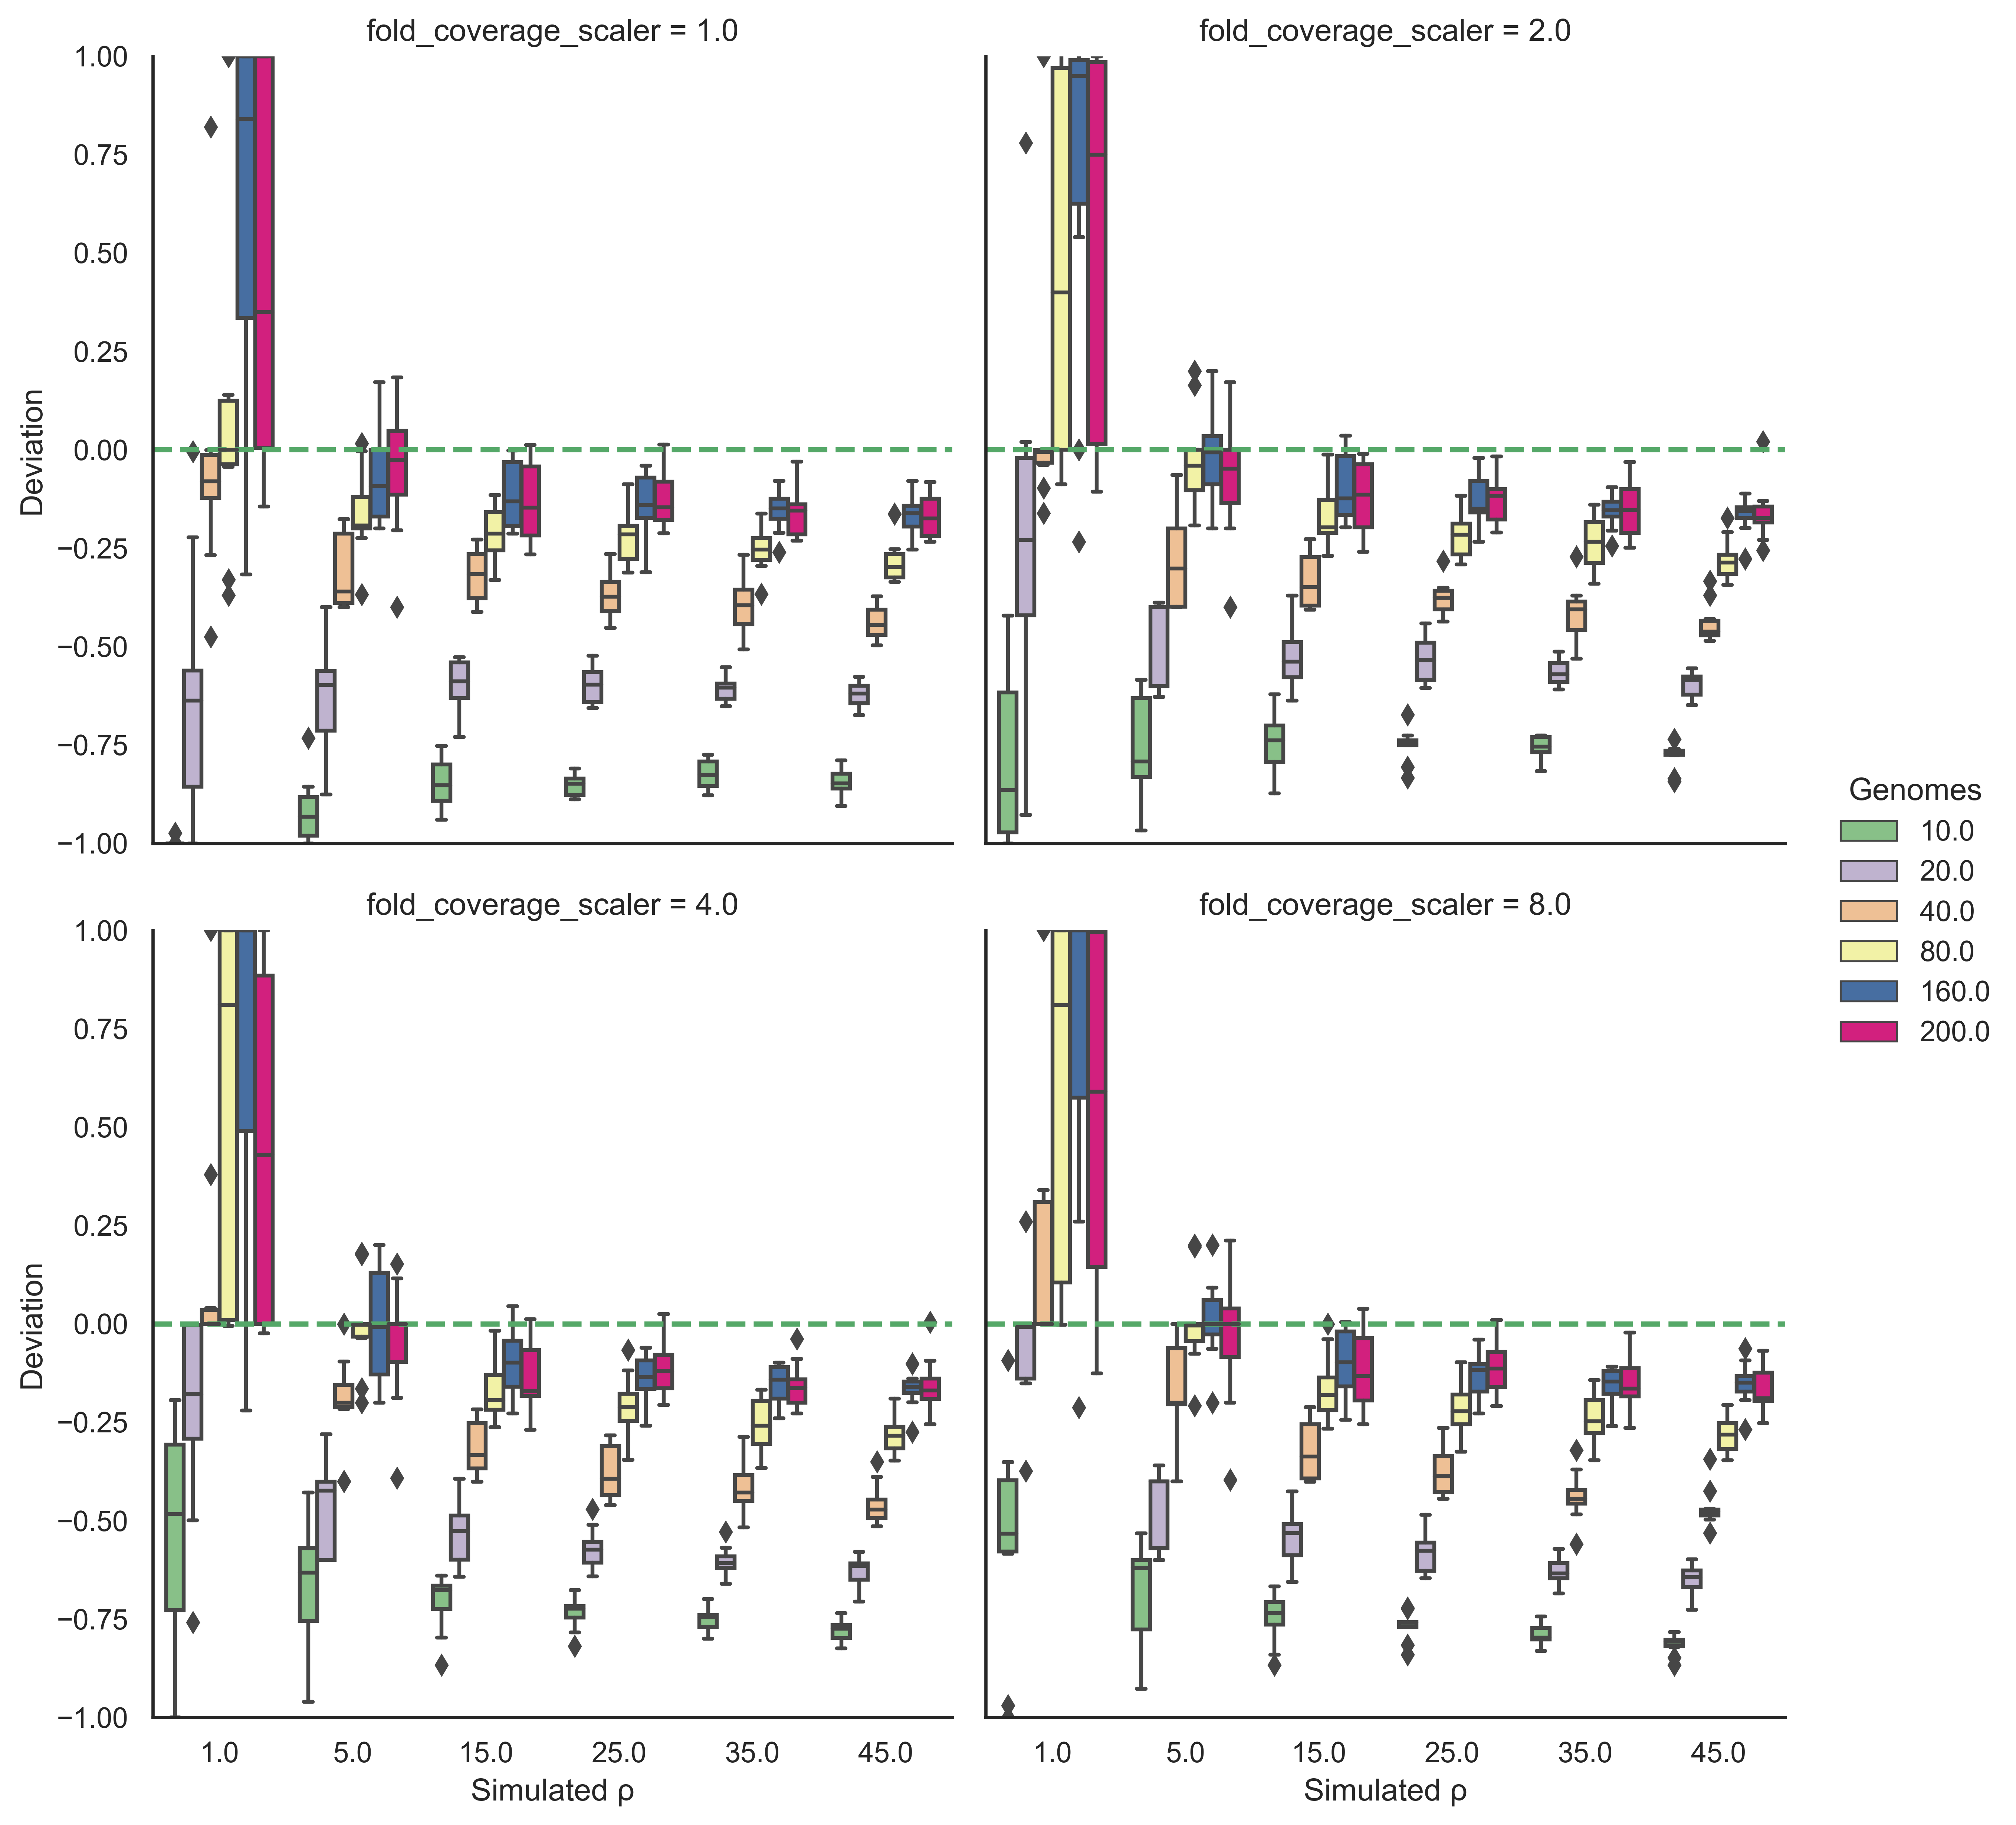 fold_coverage_scaler = 1.0
fold_coverage_scaler = 2.0
1.00
0.75
0.50
0.25
0.00
−0.25
−0.50
−0.75
−1.00
Deviation
fold_coverage_scaler = 4.0
fold_coverage_scaler = 8.0
1.00
0.75
0.50
0.25
0.00
−0.25
−0.50
−0.75
−1.00
Deviation
1.0 5.0 15.0 25.0 35.0 45.0
Simulated ρ
1.0 5.0 15.0 25.0 35.0 45.0
Simulated ρ
Genomes
10.0
20.0
40.0
80.0
160.0
200.0